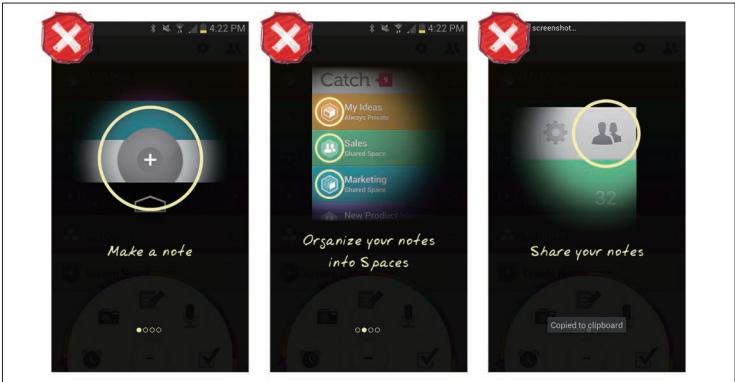 4:22 PM
Make a note
4:22 PM
Catch
My Ideas
Always Private
Sales
Shared Space
Marketing
Shared Space
New Product
Organize your notes
into Spaces
screenshot...
32
Share your notes
Copied to clipboard